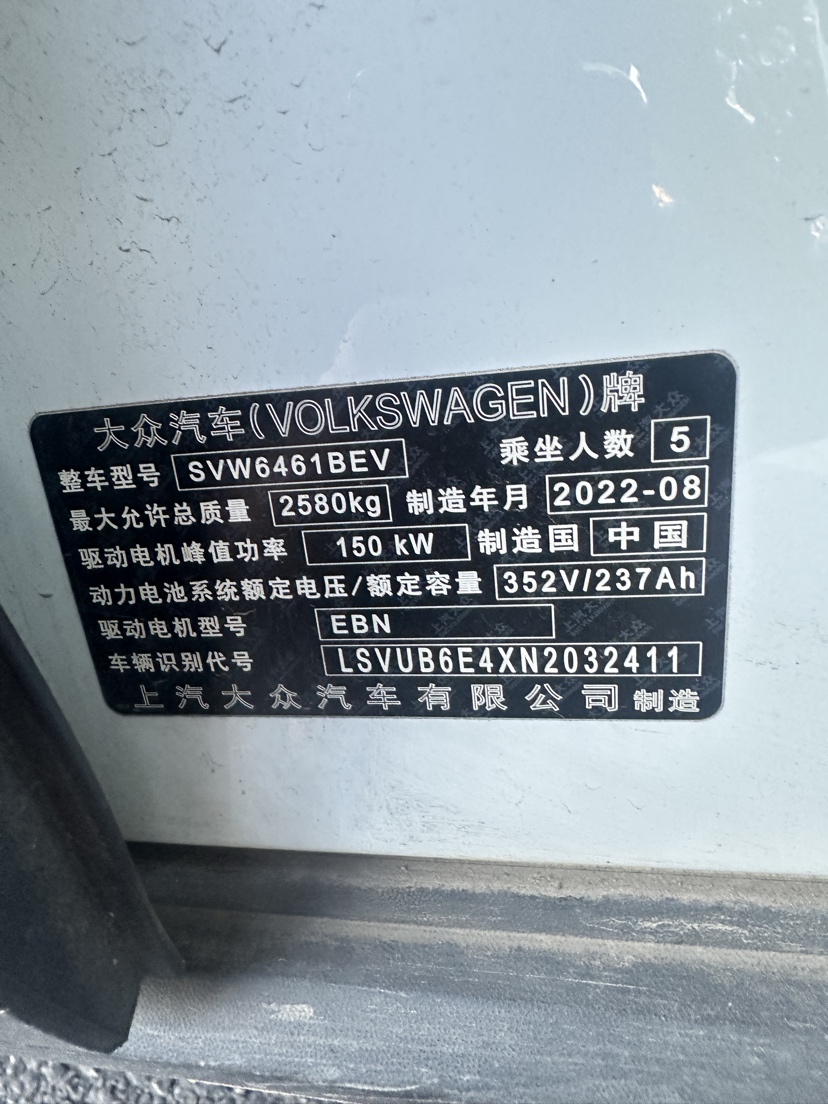 大众汽车(VOLKSWAGEN)牌
整车型号 SVW6461BEV 乘坐人数 5
最大允许总质量 2580kg 制造年月 2022-08
驱动电机峰值功率 150 kW 制造国 中国
动力电池系统额定电压/额定容量 352V/237Ah
驱动电机型号 EBN
车辆识别代号 LSVUB6E4XN2032411
上汽大众汽车有限公司 制造